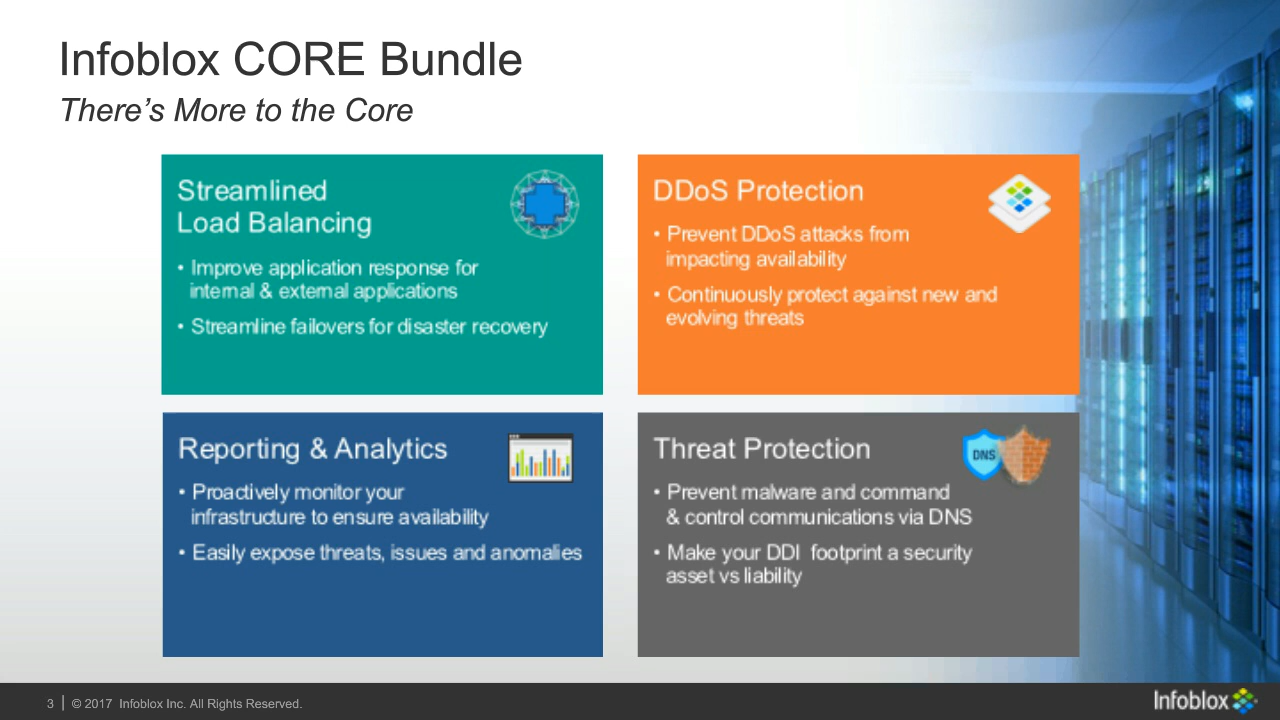 Infoblox CORE Bundle
There's More to the Core
Streamlined
Load Balancing
• Improve application response for
internal & external applications
• Streamline failovers for disaster recovery
DDoS Protection
• Prevent DDoS attacks from
impacting availability
• Continuously protect against new and
evolving threats
Reporting & Analytics
• Proactively monitor your
infrastructure to ensure availability
• Easily expose threats, issues and anomalies
Threat Protection
DNS
• Prevent malware and command
& control communications via DNS
• Make your DDI footprint a security
asset vs liability
3 | © 2017 Infoblox Inc. All Rights Reserved.
Infoblox